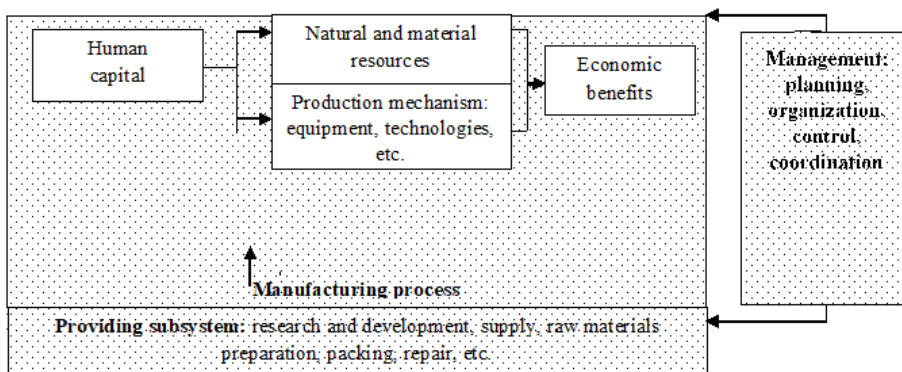 Human
capital
Natural and material
resources
Production mechanism:
equipment, technologies,
etc.
Economic
benefits
Management:
planning,
organization,
control,
coordination
Manufacturing process
Providing subsystem: research and development, supply, raw materials
preparation, packing, repair, etc.